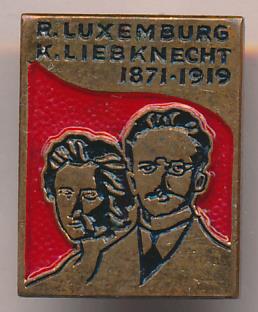 R. LUXEMBURG
K. LIEBKNECHT
1871-1919